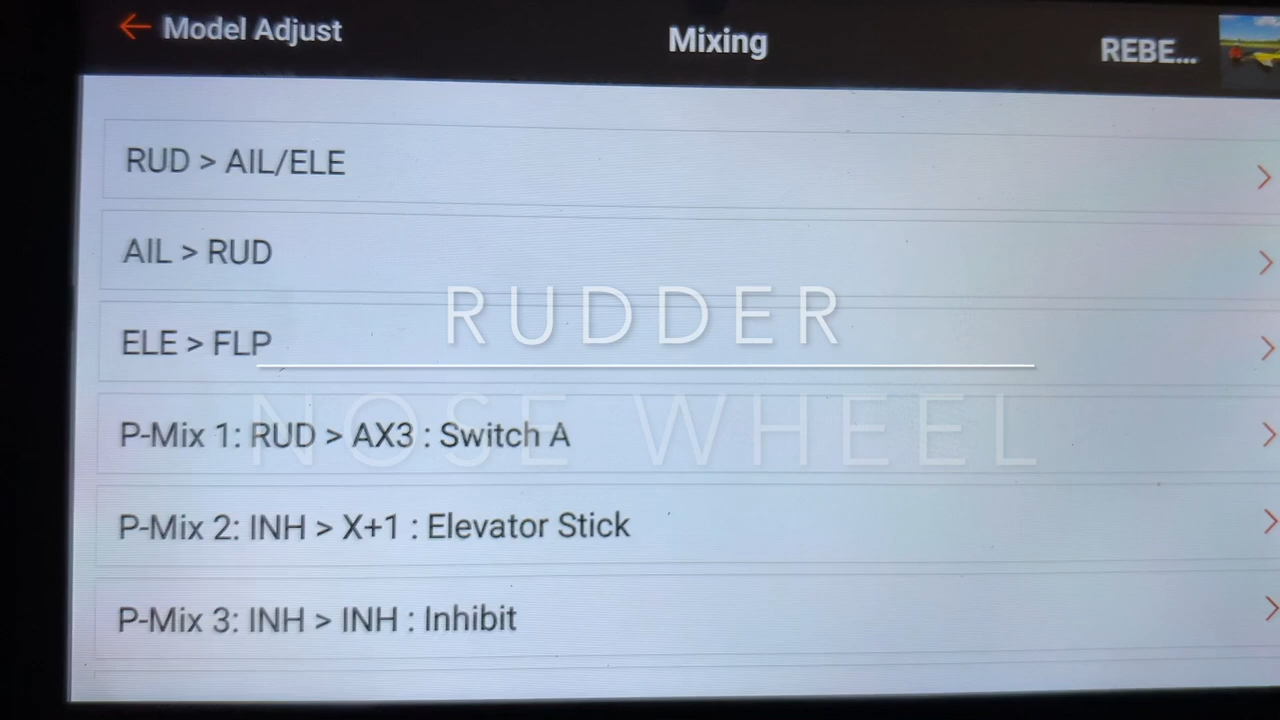 ← Model Adjust
Mixing
REBE...
RUD > AIL/ELE
AIL > RUD
ELE > FLP
RUDDER
NOSE WHEEL
P-Mix 1: RUD > AX3 : Switch A
P-Mix 2: INH > X+1 : Elevator Stick
P-Mix 3: INH > INH : Inhibit